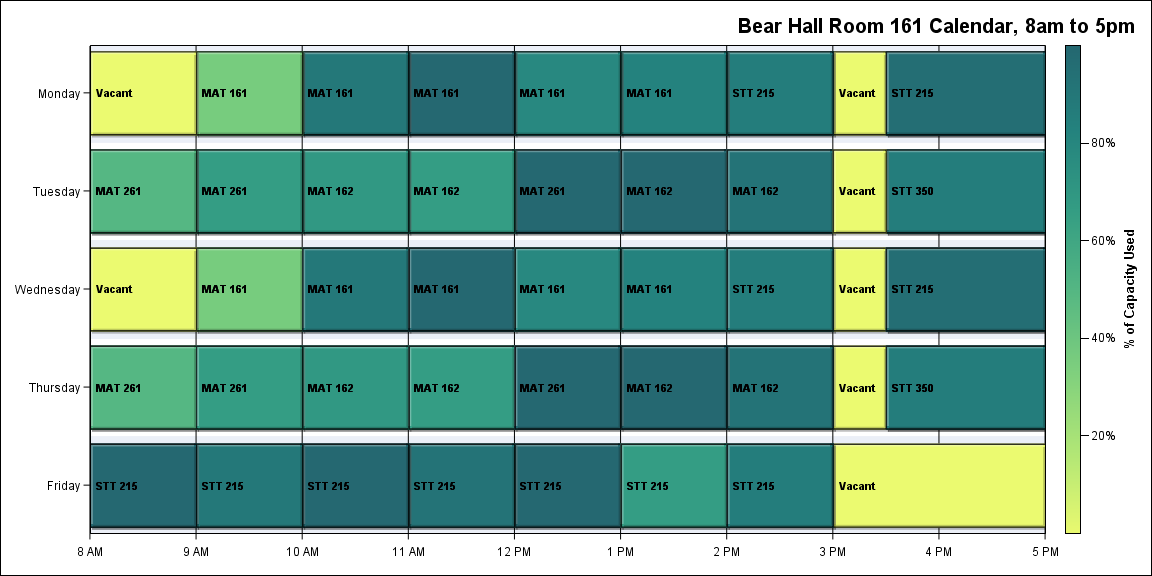 Bear Hall Room 161 Calendar, 8am to 5pm
Monday Vacant MAT 161 MAT 161 MAT 161 MAT 161 MAT 161 STT 215 Vacant STT 215
80%
Tuesday MAT 261 MAT 261 MAT 162 MAT 162 MAT 261 MAT 162 MAT 162 Vacant STT 350
60%
Wednesday Vacant MAT 161 MAT 161 MAT 161 MAT 161 MAT 161 STT 215 Vacant STT 215
% of Capacity Used
40%
Thursday MAT 261 MAT 261 MAT 162 MAT 162 MAT 261 MAT 162 MAT 162 Vacant STT 350
20%
Friday STT 215 STT 215 STT 215 STT 215 STT 215 STT 215 STT 215 Vacant
8 AM 9 AM 10 AM 11 AM 12 PM 1 PM 2 PM 3 PM 4 PM 5 PM